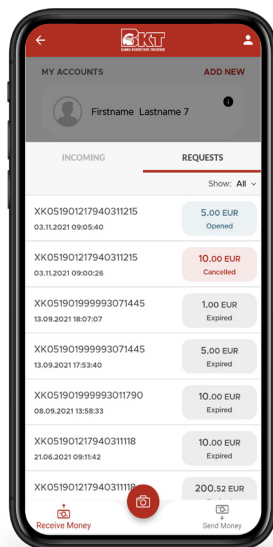 BKT
BANKA KOMBETARE TREGTARE
MY ACCOUNTS
ADD NEW
Firstname Lastname 7
INCOMING
REQUESTS
Show: All
XK051901217940311215
5.00 EUR
03.11.2021 09:05:40
Opened
XK051901217940311215
10.00 EUR
03.11.2021 09:00:26
Cancelled
XK051901999993071445
1.00 EUR
13.09.2021 18:07:07
Expired
XK051901999993071445
5.00 EUR
13.09.2021 17:53:40
Expired
XK051901999993011790
10.00 EUR
08.09.2021 13:58:33
Expired
XK051901217940311118
10.00 EUR
21.06.2021 09:11:42
Expired
XK051901217940311118
200.52 EUR
Receive Money
Send Money